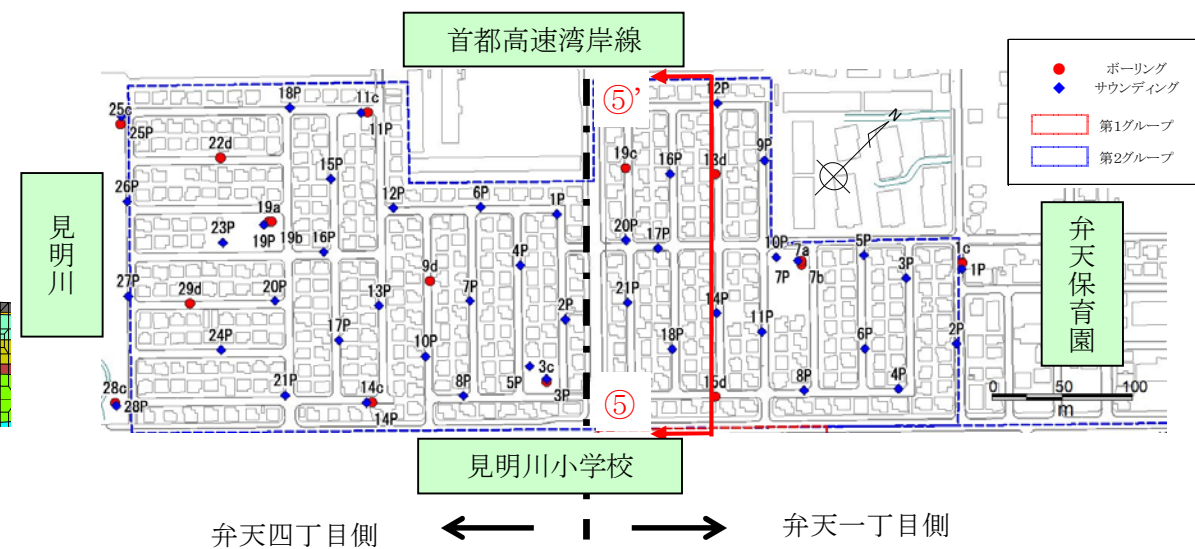 首都高速湾岸線
ボーリング
サウンディング
第1グループ
第2グループ
⑤’
N
18P
11c
11P
12P
25c
25P
22d
15P
9P
19c
16P
13d
26P
12P
6P
1P
19a
19P
19b
23P
16P
4P
20P
17P
10P
7a
7P
7b
5P
3P
1c
1P
見明川
弁天保育園
27P
29d
20P
13P
9d
7P
2P
21P
14P
11P
24P
17P
10P
18P
6P
2P
28c
28P
21P
14c
14P
8P
5P
3c
3P
15d
8P
4P
0 50 100
m
⑤
見明川小学校
弁天四丁目側
弁天一丁目側